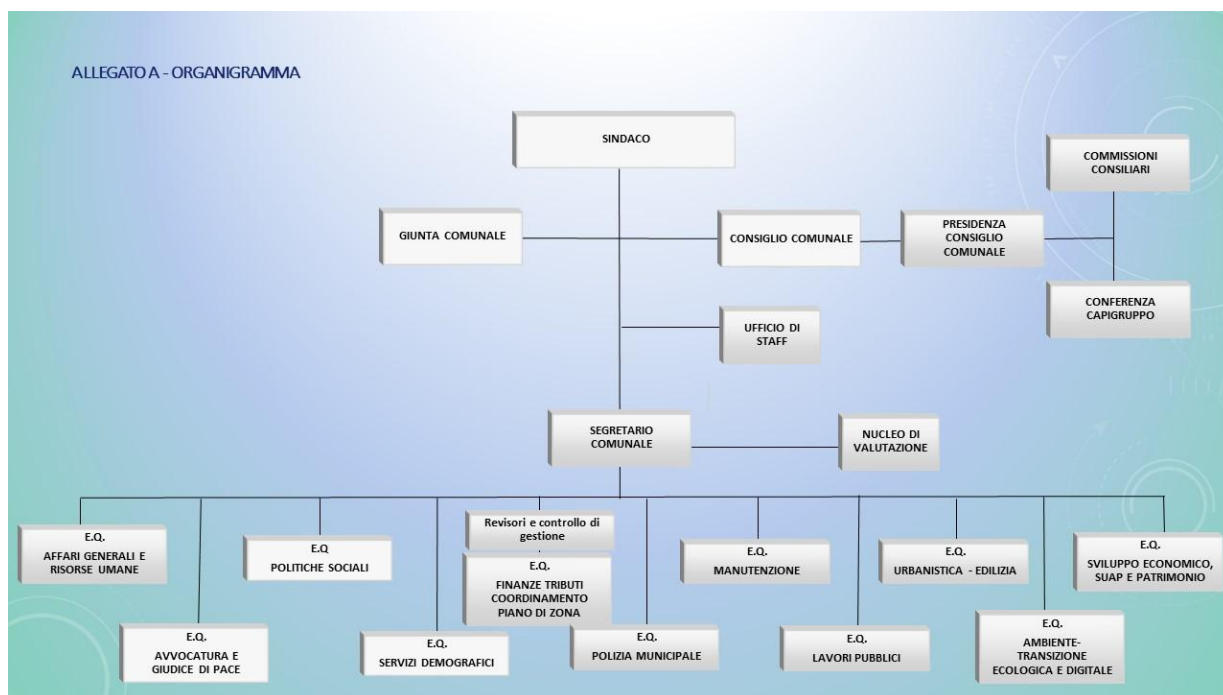 ALLEGATO A - ORGANIGRAMMA
SINDACO
COMMISSIONI
CONSILIARI
GIUNTA COMUNALE
CONSIGLIO COMUNALE
PRESIDENZA
CONSIGLIO
COMUNALE
CONFERENZA
CAPIGRUPPO
UFFICIO DI
STAFF
SEGRETARIO
COMUNALE
NUCLEO DI
VALUTAZIONE
E.Q.
AFFARI GENERALI E
RISORSE UMANE
E.Q.
AVVOCATURA E
GIUDICE DI PACE
E.Q
POLITICHE SOCIALI
E.Q.
SERVIZI DEMOGRAFICI
Revisori e controllo di
gestione
E.Q.
FINANZE TRIBUTI
COORDINAMENTO
PIANO DI ZONA
E.Q.
POLIZIA MUNICIPALE
E.Q.
MANUTENZIONE
E.Q.
LAVORI PUBBLICI
E.Q.
URBANISTICA - EDILIZIA
E.Q.
AMBIENTE-
TRANSIZIONE
ECOLOGICA E DIGITALE
E.Q.
SVILUPPO ECONOMICO,
SUAP E PATRIMONIO